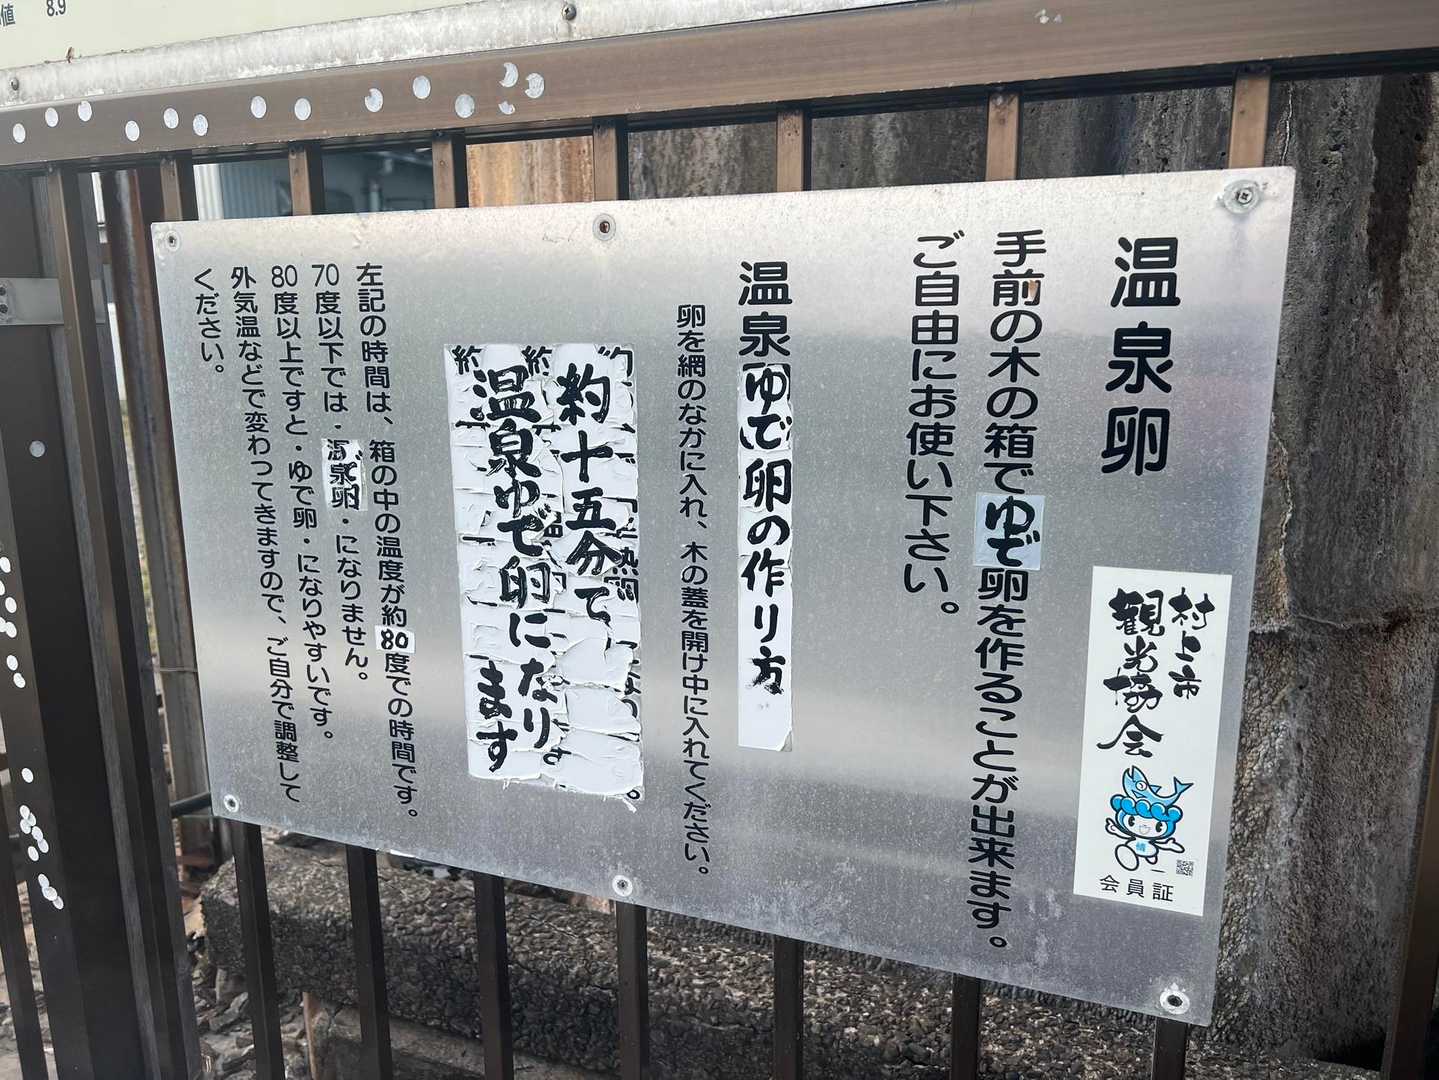 値 8.9
温泉卵
手前の木の箱でゆで卵を作ることが出来ます。
ご自由にお使い下さい。
村上市
観光協会
会員証
温泉ゆで卵の作り方
卵を網のなかに入れ、木の蓋を開け中に入れてください。
約十五分で
温泉ゆで卵になり
ます
左記の時間は、箱の中の温度が約80度での時間です。
70度以下では・温泉卵・になりません。
80度以上ですと・ゆで卵・になりやすいです。
外気温などで変わってきますので、ご自分で調整して
ください。